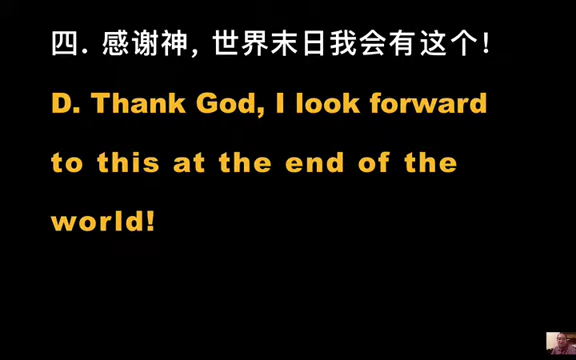 四. 感谢神, 世界末日我会有这个!
D. Thank God, I look forward
to this at the end of the
world!